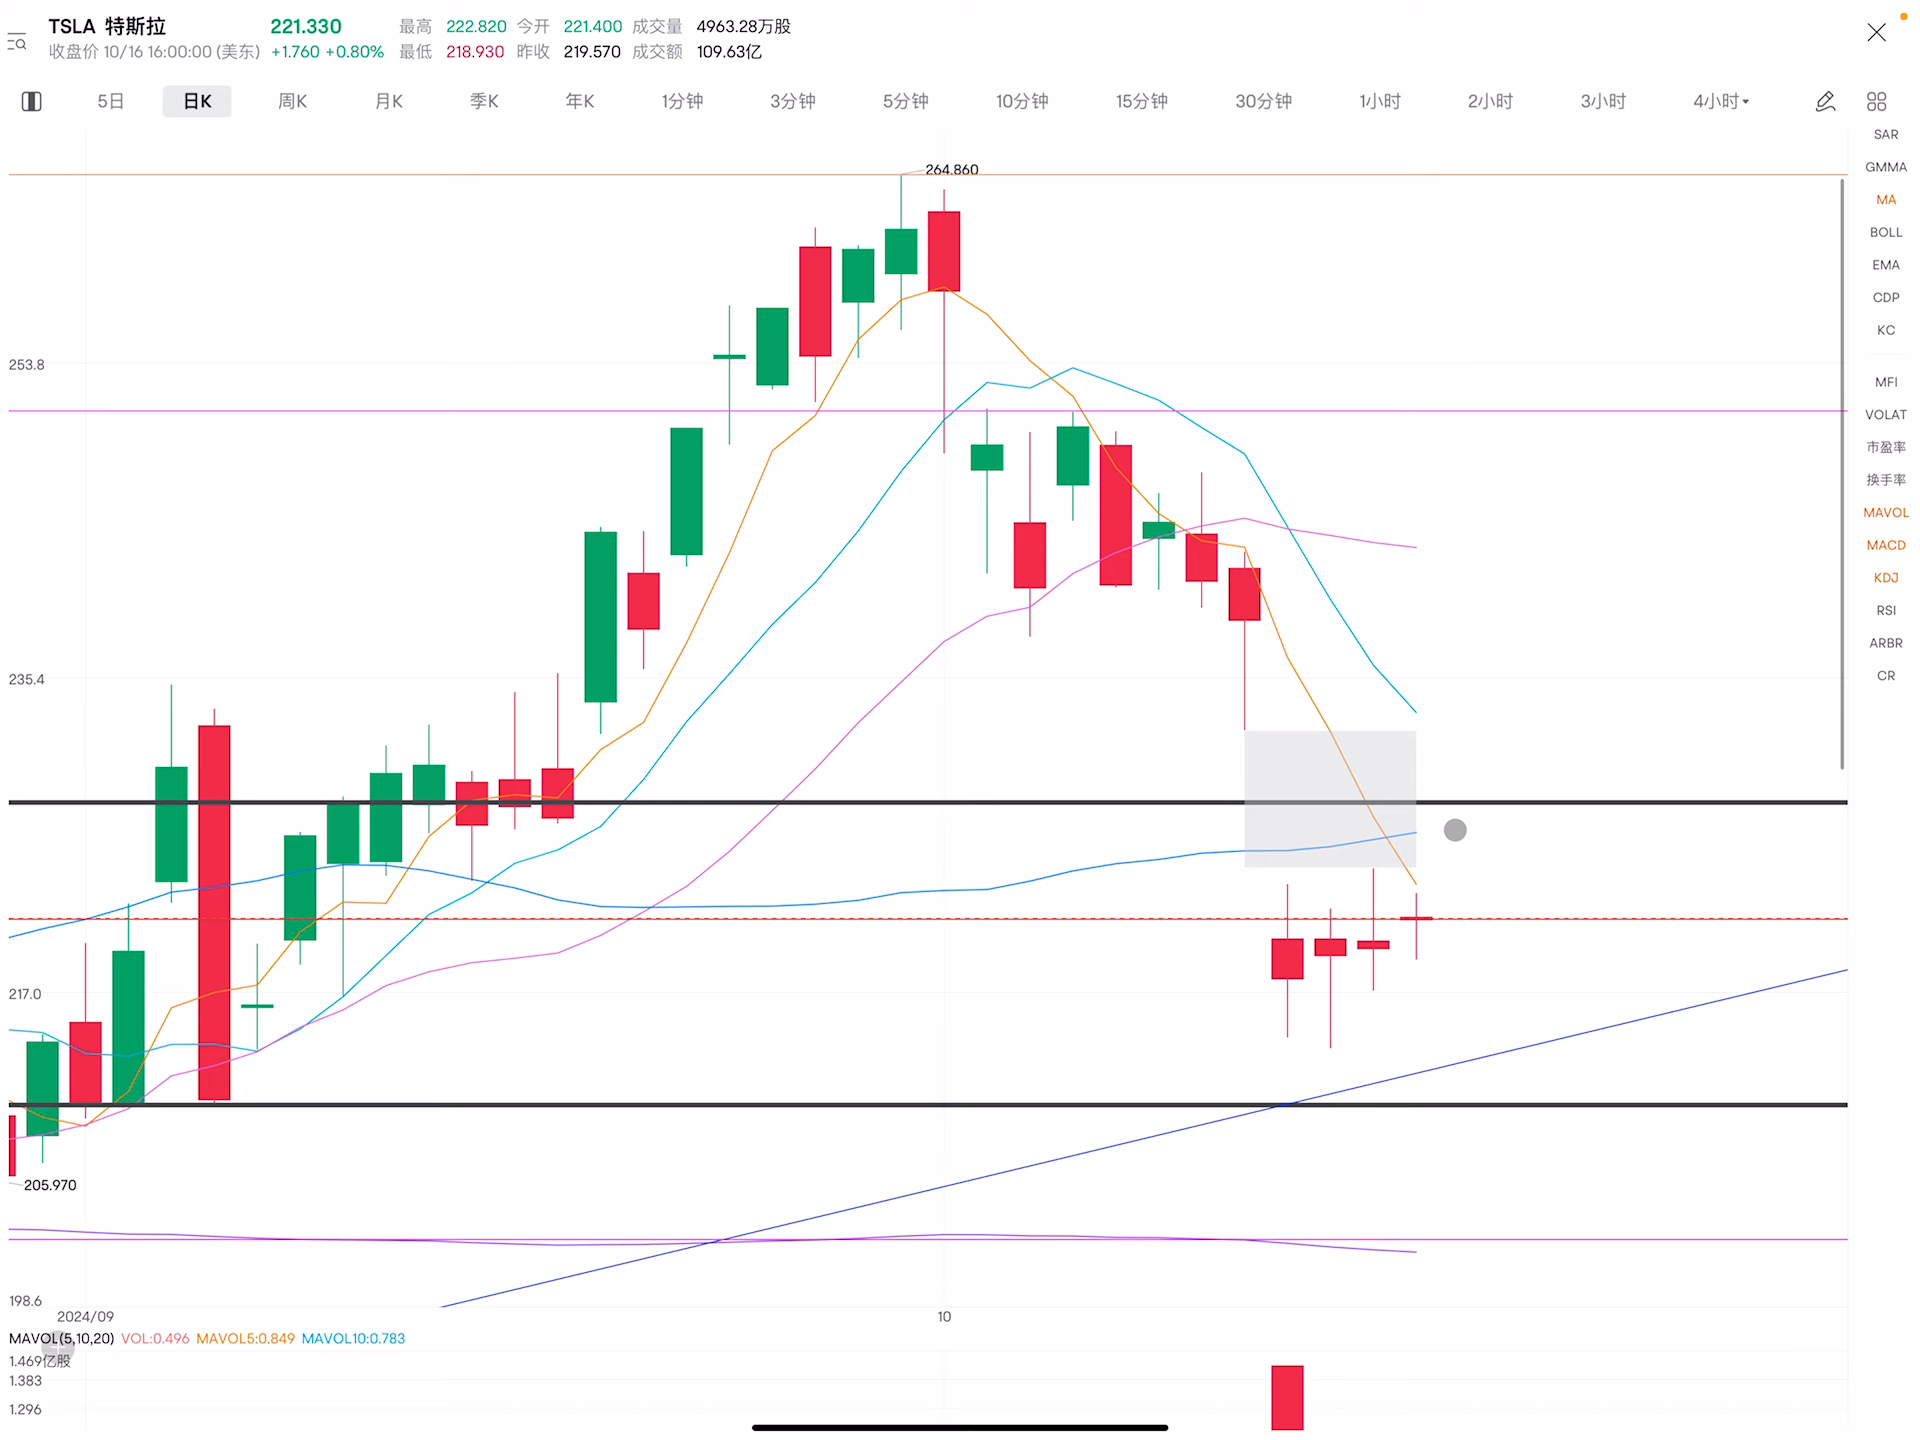 TSLA 特斯拉 221.330 最高 222.820 今开 221.400 成交量 4963.28万股
收盘价 10/16 16:00:00 (美东) +1.760 +0.80% 最低 218.930 昨收 219.570 成交额 109.63亿
5日 日K 周K 月K 季K 年K 1分钟 3分钟 5分钟 10分钟 15分钟 30分钟 1小时 2小时 3小时 4小时
SAR
GMMA
MA
BOLL
EMA
CDP
KC
MFI
VOLAT
市盈率
换手率
MAVOL
MACD
KDJ
RSI
ARBR
CR
264.860
253.8
235.4
217.0
205.970
198.6
2024/09 10
MAVOL(5,10,20) VOL:0.496 MAVOL5:0.849 MAVOL10:0.783
1.469亿股
1.383
1.296